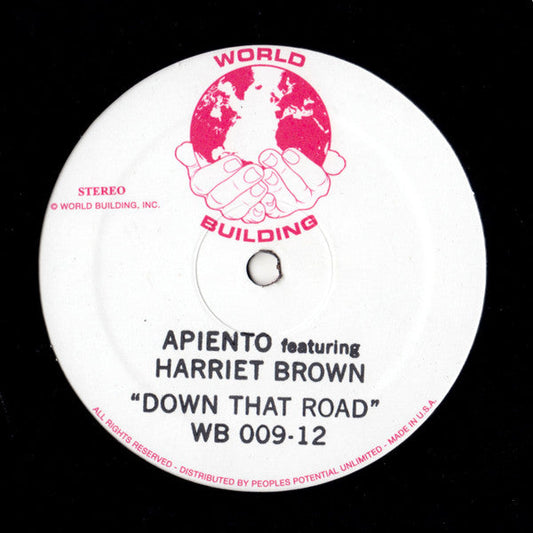 WORLD
BUILDING
STEREO
© WORLD BUILDING, INC.
APIENTO featuring
HARRIET BROWN
"DOWN THAT ROAD"
WB 009-12
ALL RIGHTS RESERVED - DISTRIBUTED BY PEOPLES POTENTIAL UNLIMITED - MADE IN U.S.A.